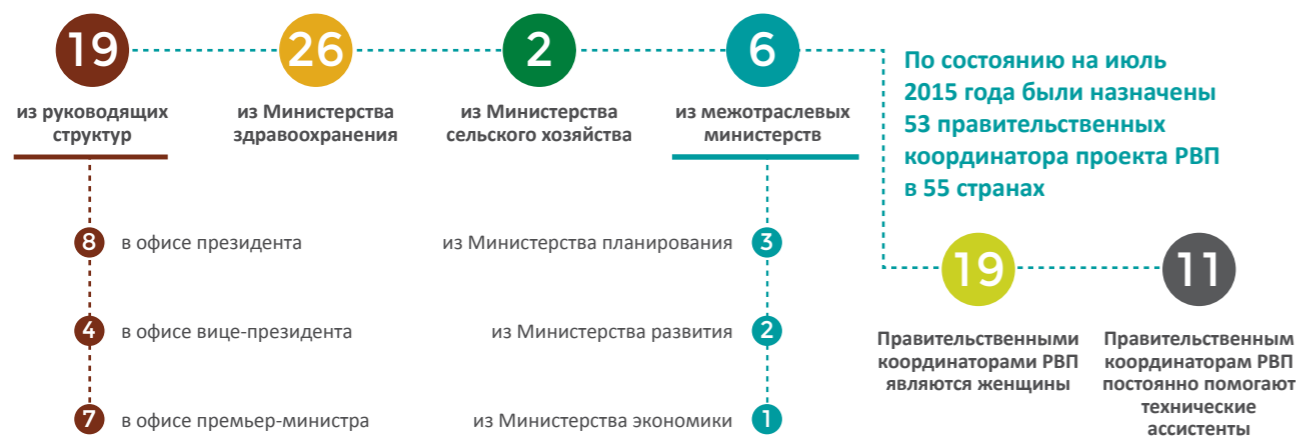 19
из руководящих
структур
26
из Министерства
здравоохранения
2
из Министерства
сельского хозяйства
6
из межотраслевых
министерств
По состоянию на июль
2015 года были назначены
53 правительственных
координатора проекта РВП
в 55 странах
8 в офисе президента
4 в офисе вице-президента
7 в офисе премьер-министра
из Министерства планирования 3
из Министерства развития 2
из Министерства экономики 1
19
Правительственными
координаторами РВП
являются женщины
11
Правительственным
координаторам РВП
постоянно помогают
технические
ассистенты